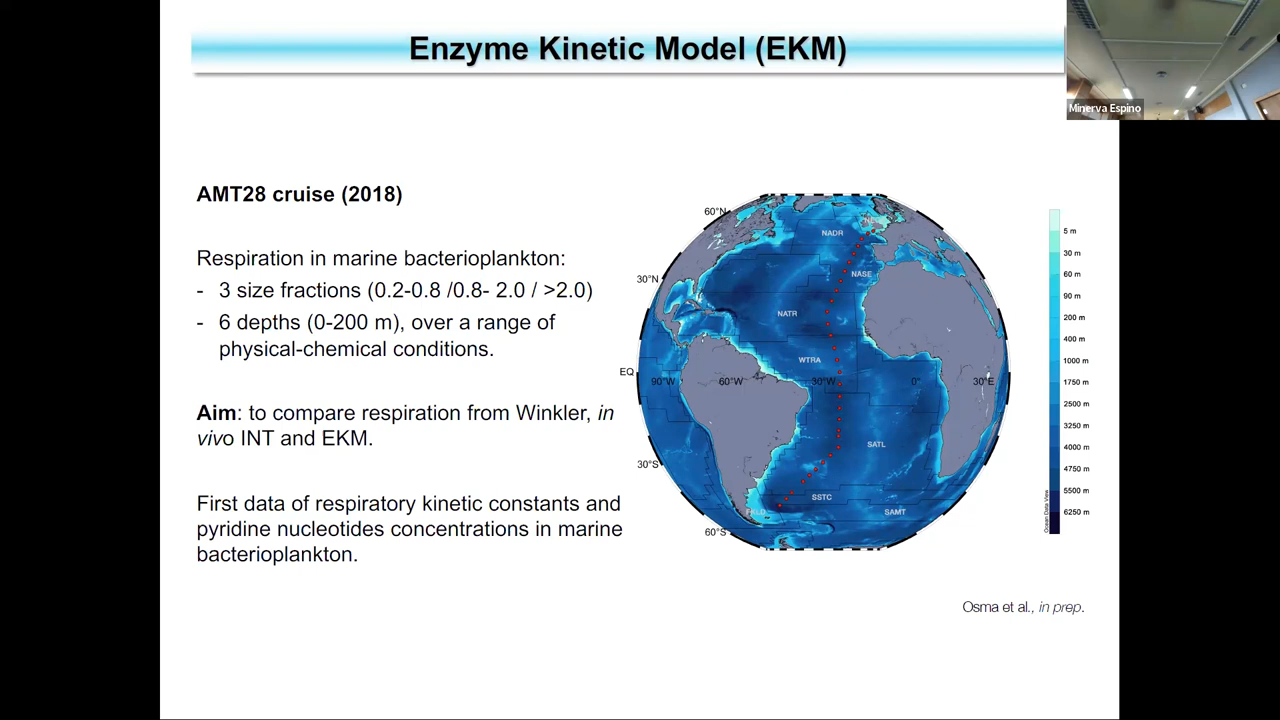 Enzyme Kinetic Model (EKM)
Minerva Espino
AMT28 cruise (2018)
Respiration in marine bacterioplankton:
- 3 size fractions (0.2-0.8 /0.8- 2.0 / >2.0)
- 6 depths (0-200 m), over a range of
physical-chemical conditions.
Aim: to compare respiration from Winkler, in
vivo INT and EKM.
First data of respiratory kinetic constants and
pyridine nucleotides concentrations in marine
bacterioplankton.
60°N
30°N
EQ
30°S
60°S
90°W
60°W
30°W
0°
30°E
NADR
NASE
NATR
WTRA
SATL
SSTC
SAMT
5 m
30 m
60 m
90 m
200 m
400 m
1000 m
1750 m
2500 m
3250 m
4000 m
4750 m
5500 m
6250 m
Ocean Data View
Osma et al., in prep.